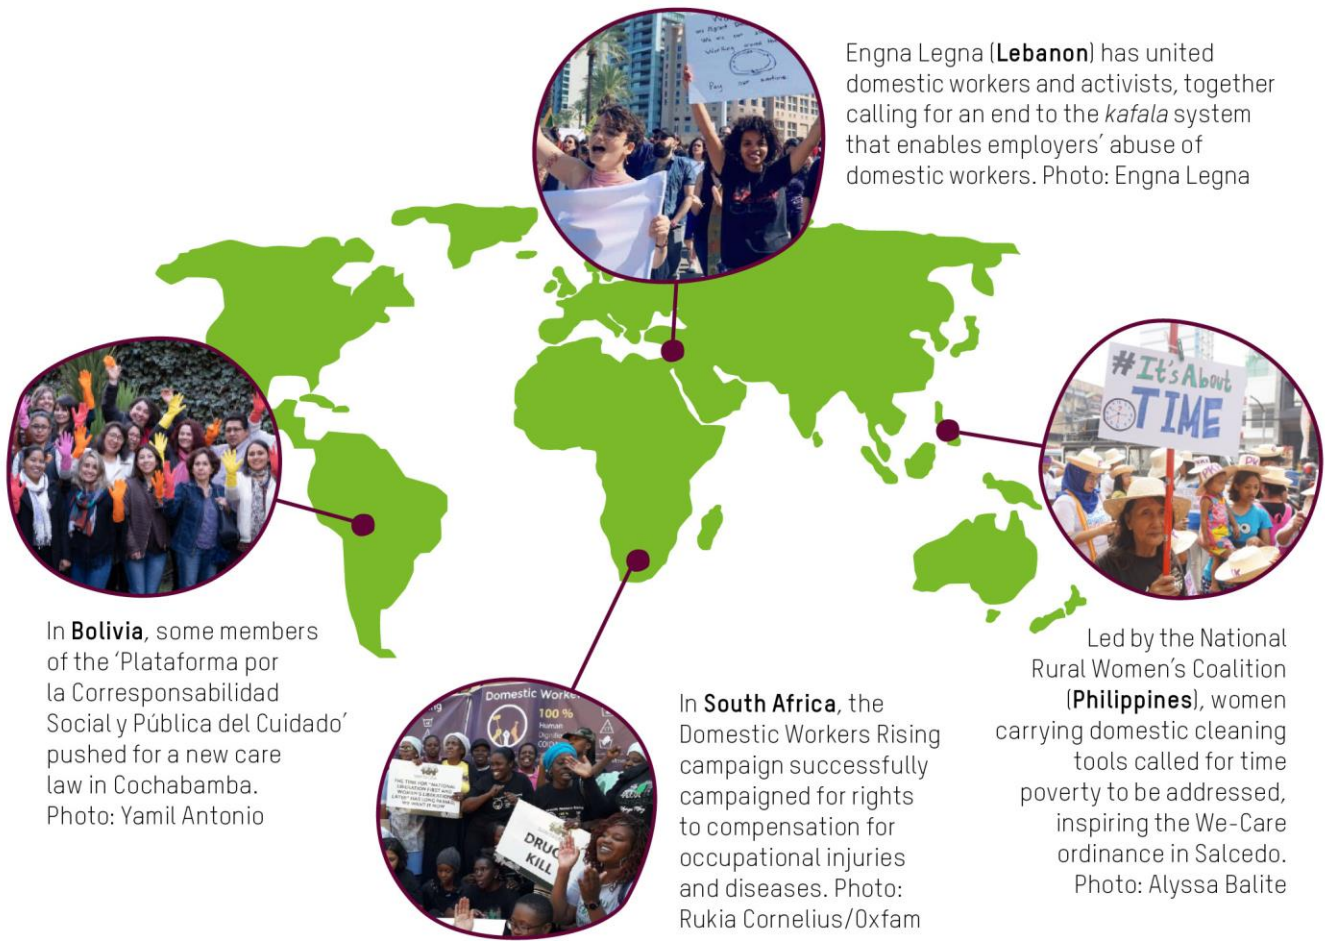 Engna Legna (Lebanon) has united
domestic workers and activists, together
calling for an end to the kafala system
that enables employers’ abuse of
domestic workers. Photo: Engna Legna
#It'sAbout
TIME
In Bolivia, some members
of the ‘Plataforma por
la Corresponsabilidad
Social y Pública del Cuidado’
pushed for a new care
law in Cochabamba.
Photo: Yamil Antonio
Domestic Worke
100 %
Human
DRUG
KILL
In South Africa, the
Domestic Workers Rising
campaign successfully
campaigned for rights
to compensation for
occupational injuries
and diseases. Photo:
Rukia Cornelius/Oxfam
Led by the National
Rural Women’s Coalition
(Philippines), women
carrying domestic cleaning
tools called for time
poverty to be addressed,
inspiring the We-Care
ordinance in Salcedo.
Photo: Alyssa Balite